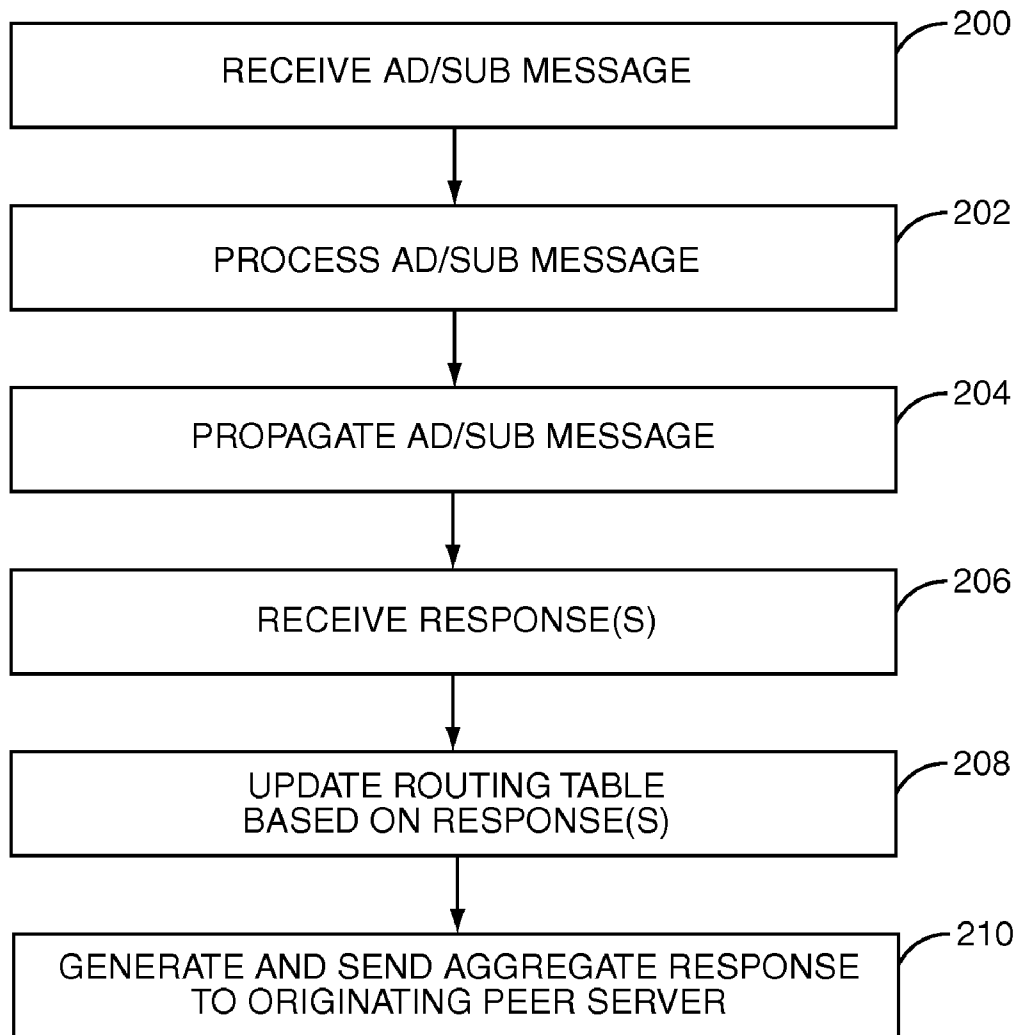 200
RECEIVE AD/SUB MESSAGE
202
PROCESS AD/SUB MESSAGE
204
PROPAGATE AD/SUB MESSAGE
206
RECEIVE RESPONSE(S)
208
UPDATE ROUTING TABLE
BASED ON RESPONSE(S)
210
GENERATE AND SEND AGGREGATE RESPONSE
TO ORIGINATING PEER SERVER